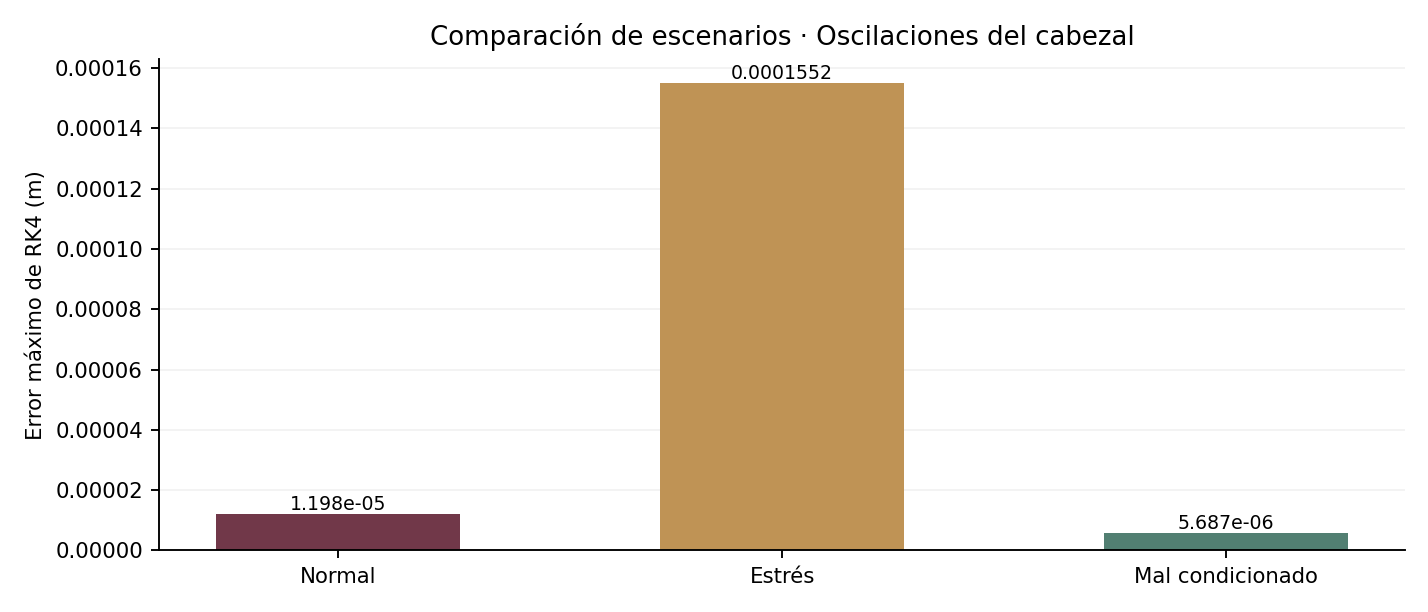 Comparación de escenarios · Oscilaciones del cabezal
Error máximo de RK4 (m)
0.00016
0.00014
0.00012
0.00010
0.00008
0.00006
0.00004
0.00002
0.00000
1.198e-05
0.0001552
5.687e-06
Normal
Estrés
Mal condicionado